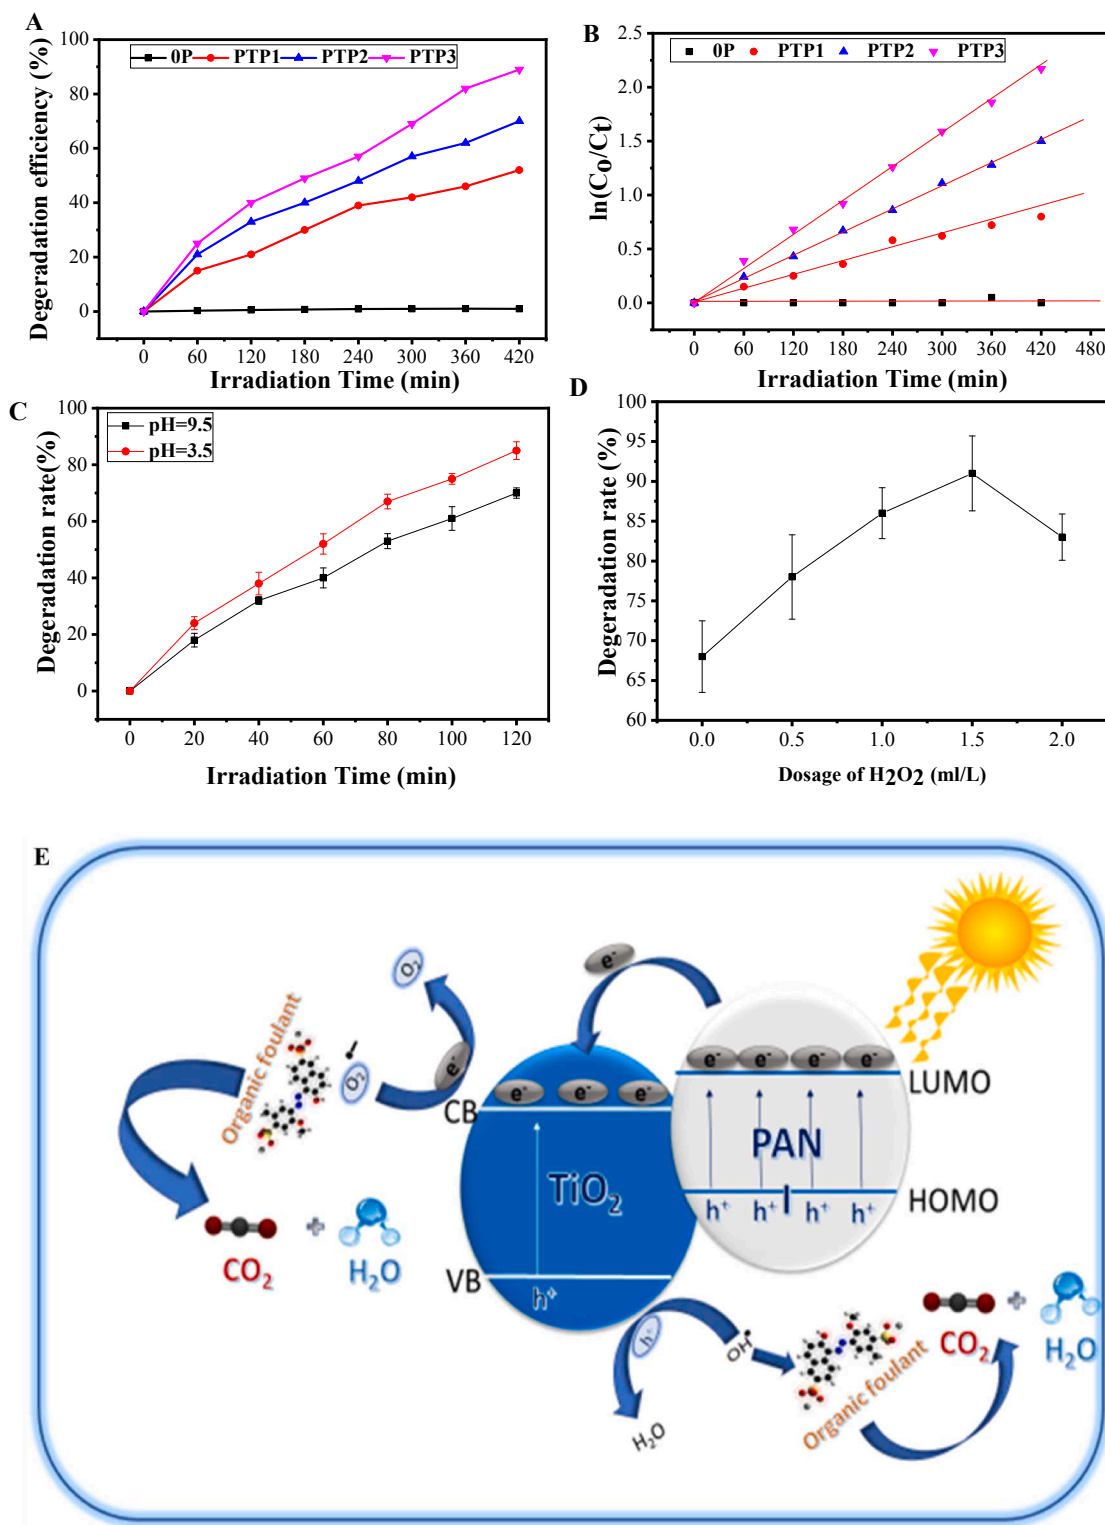 A
Degeradation efficiency (%)
100
80
60
40
20
0
0P PTP1 PTP2 PTP3
0 60 120 180 240 300 360 420
Irradiation Time (min)
B
ln(Co/Ct)
2.5
2.0
1.5
1.0
0.5
0.0
0P PTP1 PTP2 PTP3
0 60 120 180 240 300 360 420 480
Irradiation Time (min)
C
Degeradation rate(%)
100
80
60
40
20
0
pH=9.5
pH=3.5
0 20 40 60 80 100 120
Irradiation Time (min)
D
Degeradation rate (%)
100
95
90
85
80
75
70
65
60
0.0 0.5 1.0 1.5 2.0
Dosage of H2O2 (ml/L)
E
O2
e-
Organic foulant
O2
e-
CO2
+
H2O
CB
e- e- e-
TiO2
VB
h+
e- e- e- e-
LUMO
PAN
I
HOMO
h+ h+ h+ h+
h
OH
H2O
Organic foulant
CO2
+
H2O